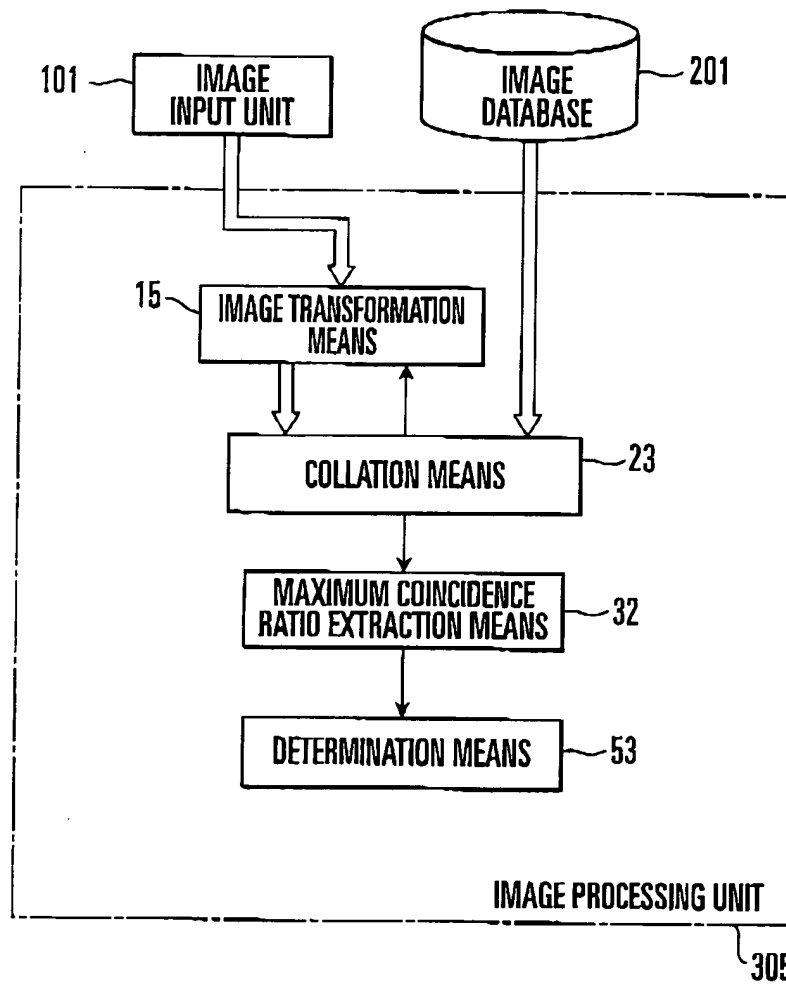 101
IMAGE
INPUT UNIT
IMAGE
DATABASE
201
15
IMAGE TRANSFORMATION
MEANS
COLLATION MEANS
23
MAXIMUM COINCIDENCE
RATIO EXTRACTION MEANS
32
DETERMINATION MEANS
53
IMAGE PROCESSING UNIT
305